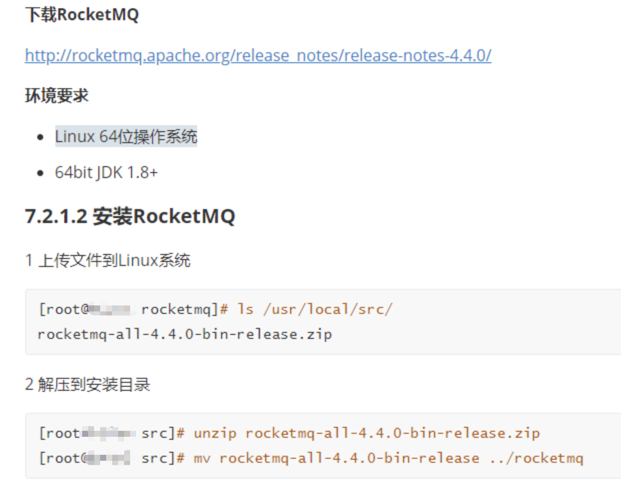 下载RocketMQ
http://rocketmq.apache.org/release_notes/release-notes-4.4.0/
环境要求
Linux 64位操作系统
64bit JDK 1.8+
7.2.1.2 安装RocketMQ
1 上传文件到Linux系统
[root@ rocketmq]# ls /usr/local/src/
rocketmq-all-4.4.0-bin-release.zip
2 解压到安装目录
[root src]# unzip rocketmq-all-4.4.0-bin-release.zip
[root@ src]# mv rocketmq-all-4.4.0-bin-release ../rocketmq